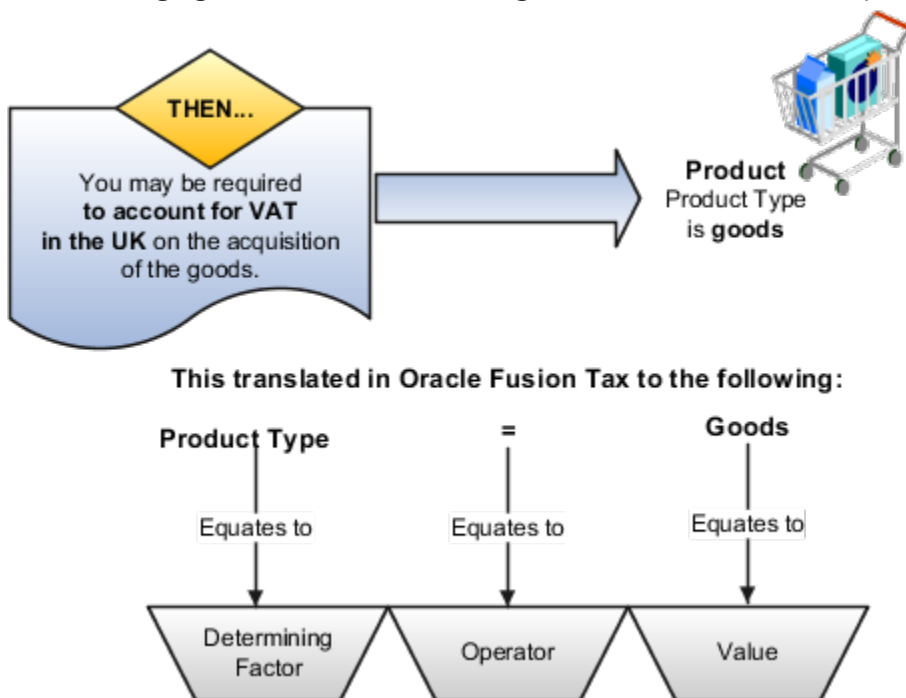 THEN...
You may be required
to account for VAT
in the UK on the acquisition
of the goods.
Product
Product Type
is goods
This translated in Oracle Fusion Tax to the following:
Product Type
=
Goods
Equates to
Equates to
Equates to
Determining
Factor
Operator
Value